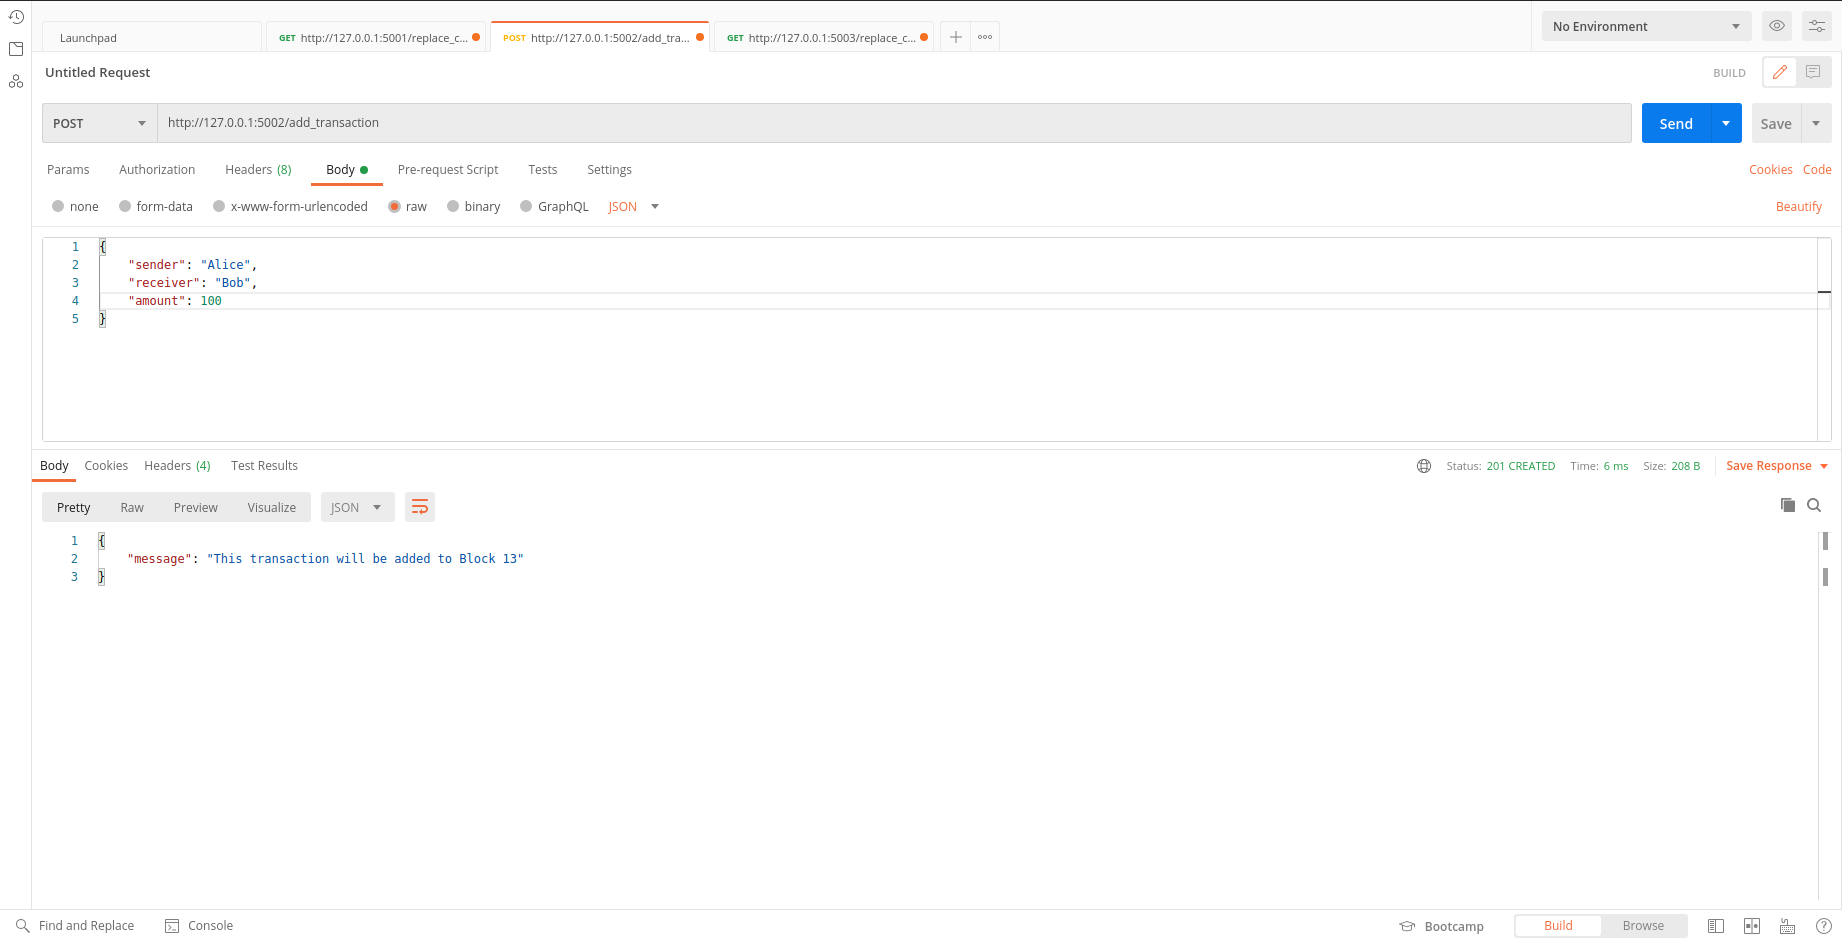 Launchpad
GET http://127.0.0.1:5001/replace_c...
POST http://127.0.0.1:5002/add_tra...
GET http://127.0.0.1:5003/replace_c...
No Environment
Untitled Request
BUILD
POST
http://127.0.0.1:5002/add_transaction
Send
Save
Params Authorization Headers (8) Body Pre-request Script Tests Settings
Cookies Code
none form-data x-www-form-urlencoded raw binary GraphQL JSON
Beautify
1 {
2 "sender": "Alice",
3 "receiver": "Bob",
4 "amount": 100
5 }
Body Cookies Headers (4) Test Results
Status: 201 CREATED Time: 6 ms Size: 208 B
Save Response
Pretty Raw Preview Visualize JSON
1 {
2 "message": "This transaction will be added to Block 13"
3 }
Find and Replace Console
Bootcamp Build Browse